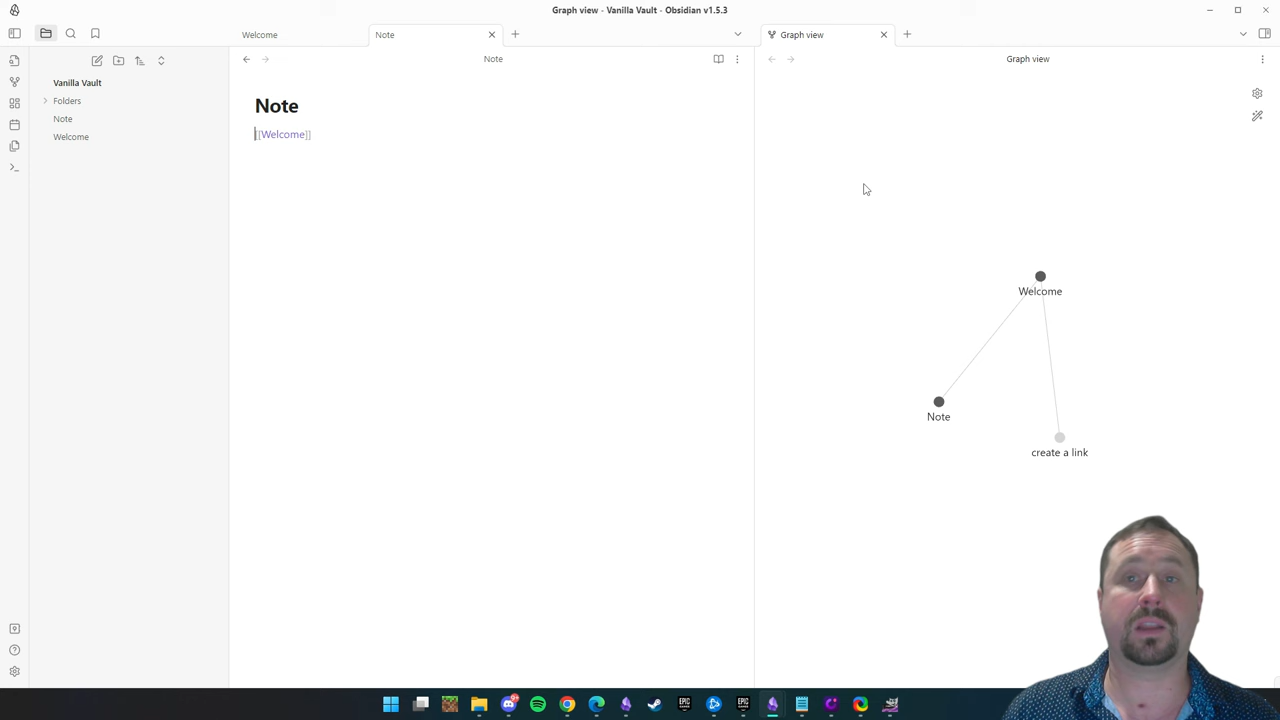 Graph view - Vanilla Vault - Obsidian v1.5.3
Welcome
Note
Graph view
Note
Graph view
Vanilla Vault
Folders
Note
Welcome
Note
[[Welcome]]
Welcome
Note
create a link